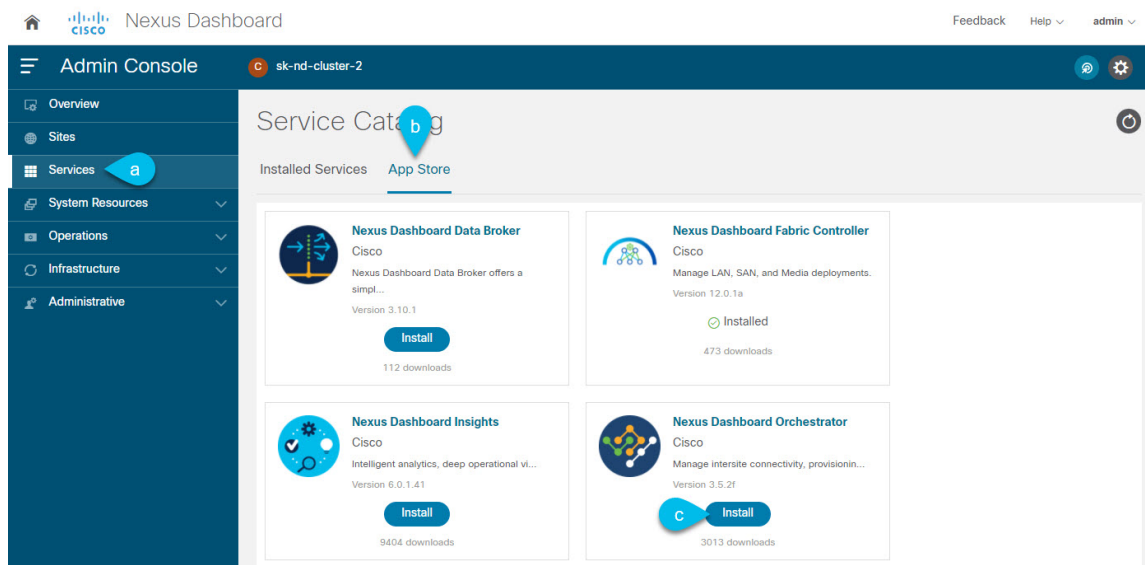 CISCO Nexus Dashboard Feedback Help admin
Admin Console C sk-nd-cluster-2
Overview
Sites
Services a
System Resources
Operations
Infrastructure
Administrative
Service Cat g b
Installed Services App Store
Nexus Dashboard Data Broker
Cisco
Nexus Dashboard Data Broker offers a
simpl...
Version 3.10.1
Install
112 downloads
Nexus Dashboard Fabric Controller
Cisco
Manage LAN, SAN, and Media deployments.
Version 12.0.1a
Installed
473 downloads
Nexus Dashboard Insights
Cisco
Intelligent analytics, deep operational vi...
Version 6.0.1.41
Install
9404 downloads
Nexus Dashboard Orchestrator
Cisco
Manage intersite connectivity, provisionin...
Version 3.5.2f
c Install
3013 downloads